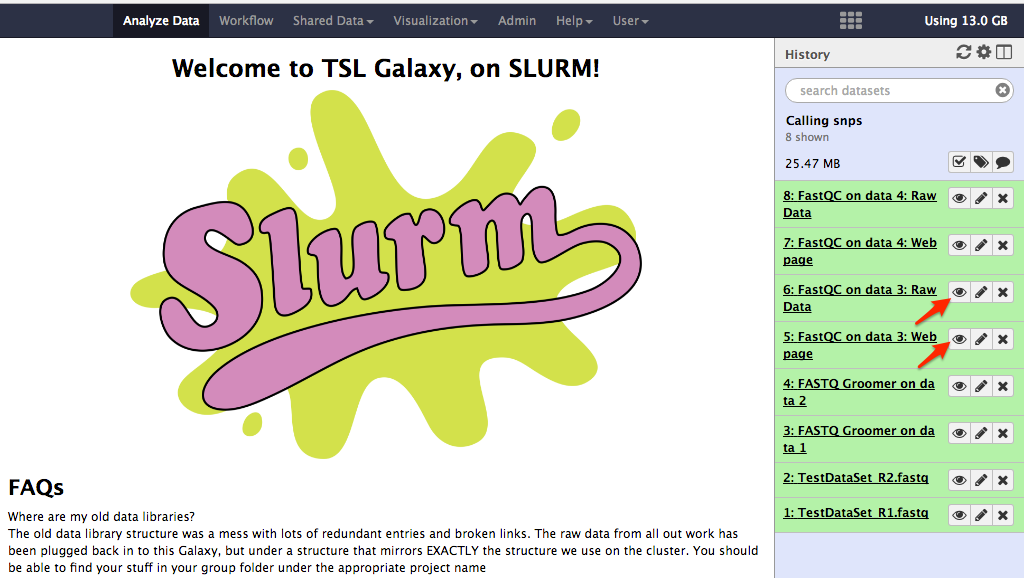 Analyze Data Workflow Shared Data Visualization Admin Help User Using 13.0 GB
Welcome to TSL Galaxy, on SLURM!
Slurm
FAQs
Where are my old data libraries?
The old data library structure was a mess with lots of redundant entries and broken links. The raw data from all out work has
been plugged back in to this Galaxy, but under a structure that mirrors EXACTLY the structure we use on the cluster. You should
be able to find your stuff in your group folder under the appropriate project name
History
search datasets
Calling snps
8 shown
25.47 MB
8: FastQC on data 4: Raw
Data
7: FastQC on data 4: Web
page
6: FastQC on data 3: Raw
Data
5: FastQC on data 3: Web
page
4: FASTQ Groomer on da
ta 2
3: FASTQ Groomer on da
ta 1
2: TestDataSet_R2.fastq
1: TestDataSet_R1.fastq